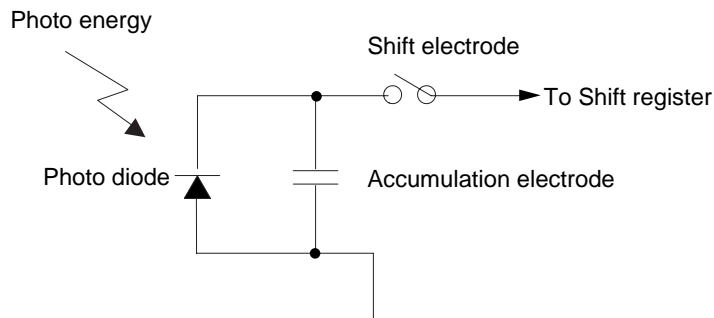 Photo energy
Shift electrode
To Shift register
Photo diode
Accumulation electrode